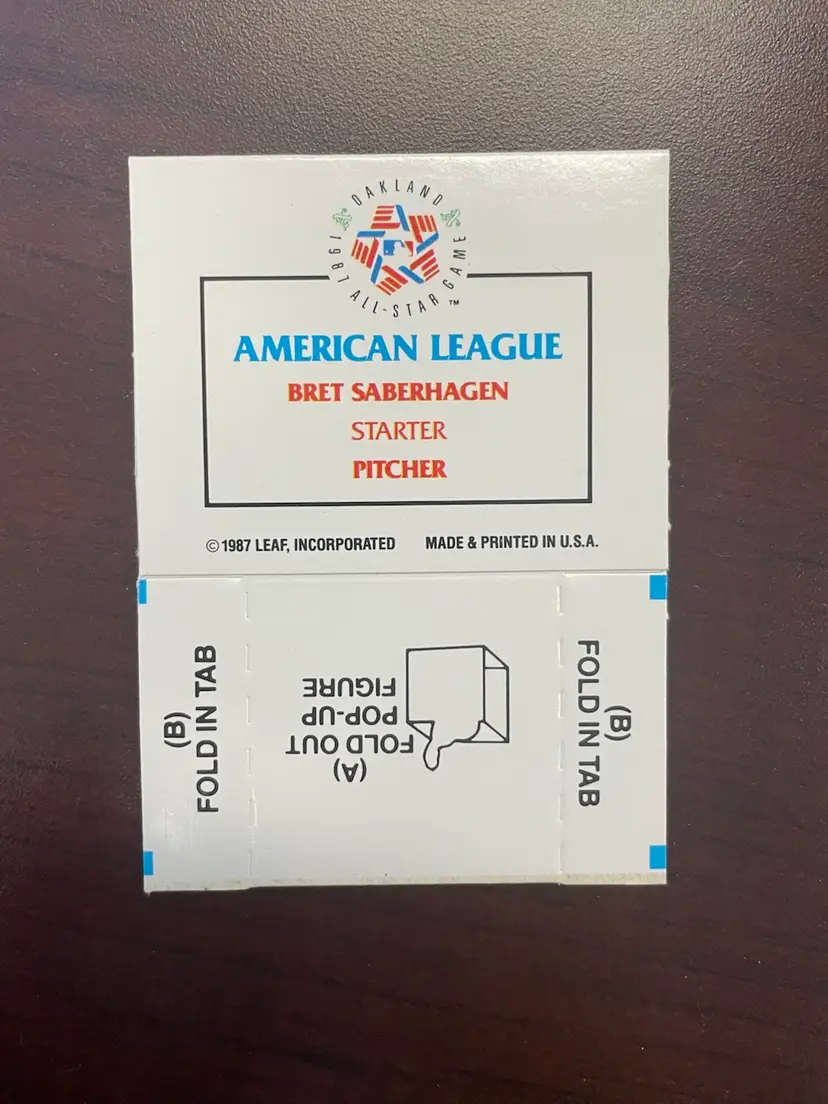 OAKLAND
1987 ALL-STAR GAME™
AMERICAN LEAGUE
BRET SABERHAGEN
STARTER
PITCHER
© 1987 LEAF, INCORPORATED MADE & PRINTED IN U.S.A.
(B)
FOLD IN TAB
(A)
FOLD OUT
POP-UP
FIGURE
(B)
FOLD IN TAB